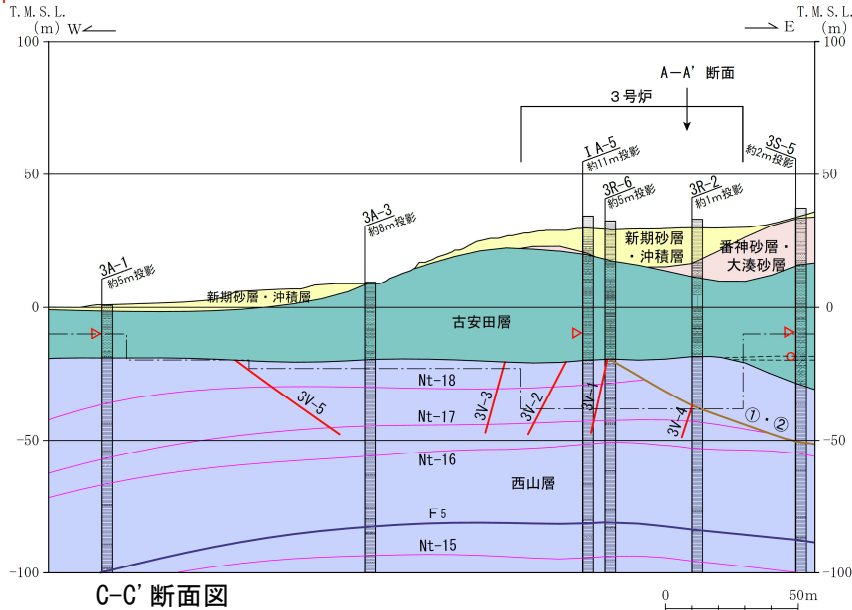 T.M.S.L.
(m) W
T.M.S.L.
E (m)
100
100
A－A' 断面
3号炉
ⅠA-5
約11m投影
3S-5
約2m投影
50
50
3R-6
約5m投影
3R-2
約1m投影
3A-3
約8m投影
新期砂層
・沖積層
番神砂層・
大湊砂層
3A-1
約5m投影
新期砂層・沖積層
0
0
古安田層
Nt-18
3V-5
3V-3
3V-2
3V-1
3V-4
Nt-17
①・②
-50
-50
Nt-16
西山層
F5
Nt-15
-100
-100
C-C' 断面図
0
50m